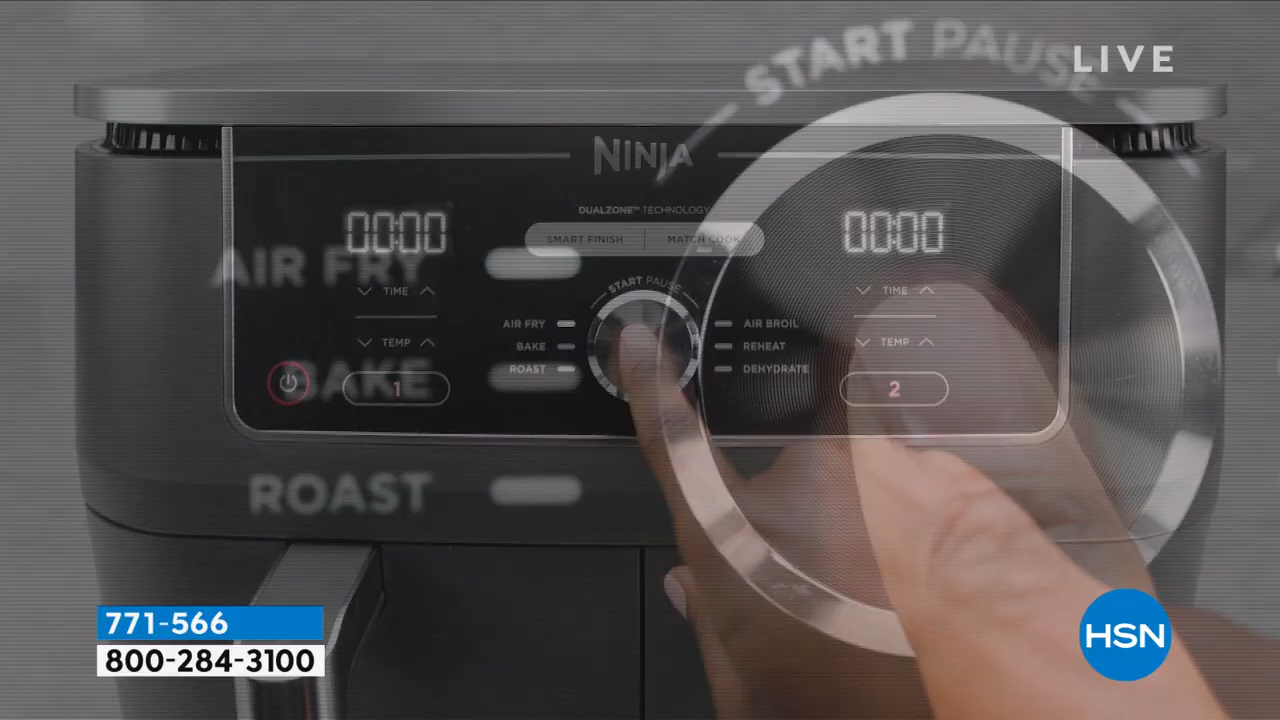 START PAUSE
LIVE
NINJA
DUALZONE™ TECHNOLOGY
SMART FINISH MATCH COOK
00:00
00:00
AIR FRY
START PAUSE
TIME
TIME
AIR FRY
AIR BROIL
BAKE
REHEAT
TEMP
TEMP
ROAST
DEHYDRATE
BAKE
1
2
ROAST
771-566
800-284-3100
HSN